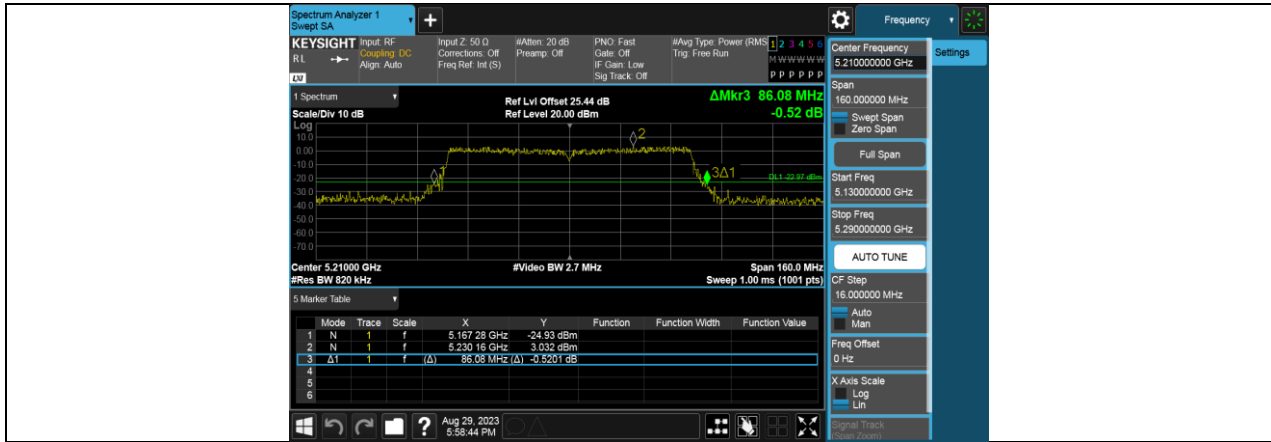 Spectrum Analyzer 1
Swept SA
+
Frequency
KEYSIGHT
RL
LXI
Input: RF
Coupling: DC
Align: Auto
Input Z: 50 Ω
Corrections: Off
Freq Ref: Int (S)
#Atten: 20 dB
Preamp: Off
PNO: Fast
Gate: Off
IF Gain: Low
Sig Track: Off
#Avg Type: Power (RMS
Trig: Free Run
1 2 3 4 5 6
M W W W W W
P P P P P P
1 Spectrum
Scale/Div 10 dB
Ref Lvl Offset 25.44 dB
Ref Level 20.00 dBm
ΔMkr3 86.08 MHz
-0.52 dB
Log
10.0
0.00
-10.0
-20.0
-30.0
-40.0
-50.0
-60.0
-70.0
1
2
3Δ1
DL1 -22.97 dBm
Center 5.21000 GHz
#Video BW 2.7 MHz
Span 160.0 MHz
#Res BW 820 kHz
Sweep 1.00 ms (1001 pts)
5 Marker Table
Mode Trace Scale X Y Function Function Width Function Value
1 N 1 f 5.167 28 GHz -24.93 dBm
2 N 1 f 5.230 16 GHz 3.032 dBm
3 Δ1 1 f (Δ) 86.08 MHz (Δ) -0.5201 dB
4
5
6
?
Aug 29, 2023
5:58:44 PM
Center Frequency
5.210000000 GHz
Settings
Span
160.000000 MHz
Swept Span
Zero Span
Full Span
Start Freq
5.130000000 GHz
Stop Freq
5.290000000 GHz
AUTO TUNE
CF Step
16.000000 MHz
Auto
Man
Freq Offset
0 Hz
X Axis Scale
Log
Lin
Signal Track
(Span Zoom)